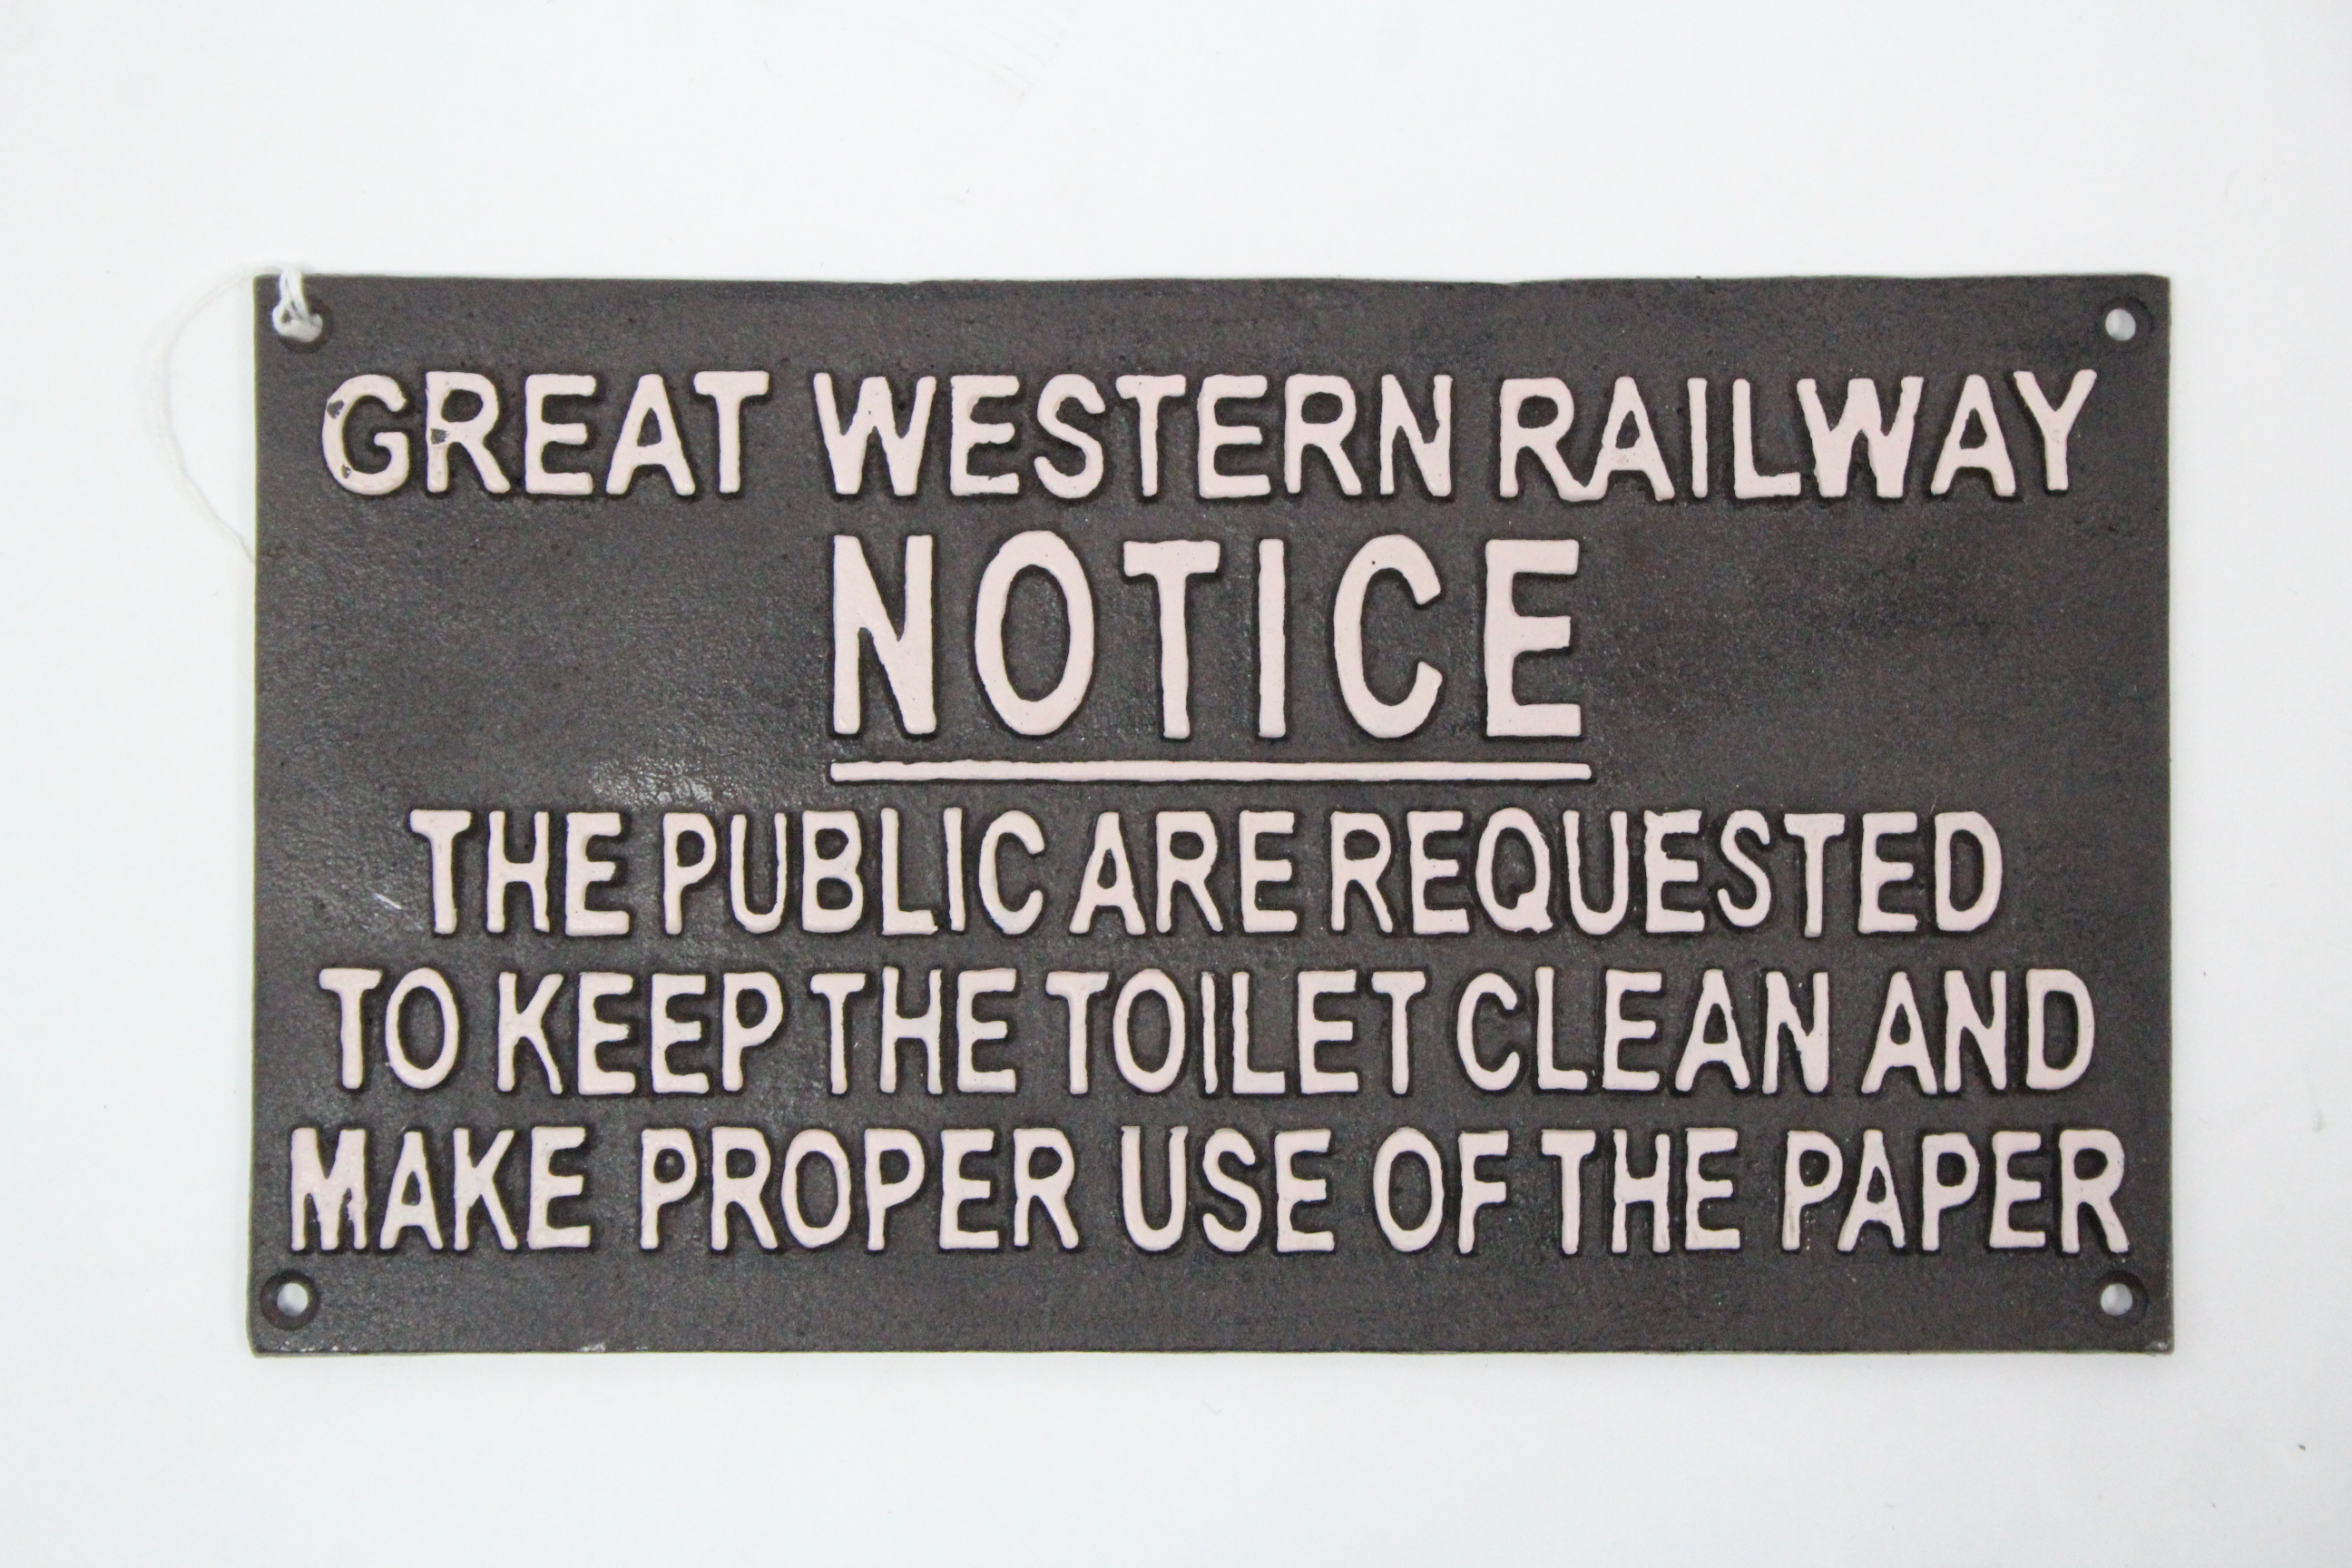 GREAT WESTERN RAILWAY
NOTICE
THE PUBLIC ARE REQUESTED
TO KEEP THE TOILET CLEAN AND
MAKE PROPER USE OF THE PAPER